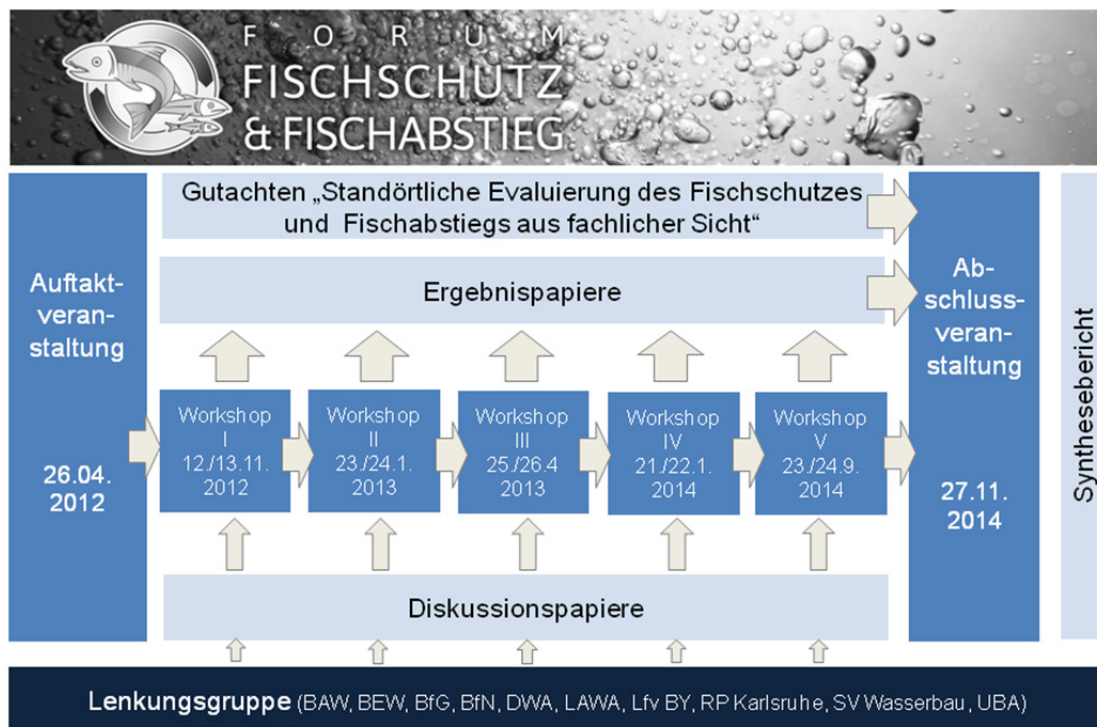 FORUM
FISCHSCHUTZ
& FISCHABSTIEG
Gutachten „Standörtliche Evaluierung des Fischschutzes
und Fischabstiegs aus fachlicher Sicht“
Ergebnispapiere
Auftakt-
veran-
staltung
26.04.
2012
Workshop
I
12./13.11.
2012
Workshop
II
23./24.1.
2013
Workshop
III
25./26.4
2013
Workshop
IV
21./22.1.
2014
Workshop
V
23./24.9.
2014
Ab-
schluss-
veran-
staltung
27.11.
2014
Synthesebericht
Diskussionspapiere
Lenkungsgruppe (BAW, BEW, BfG, BfN, DWA, LAWA, Lfv BY, RP Karlsruhe, SV Wasserbau, UBA)